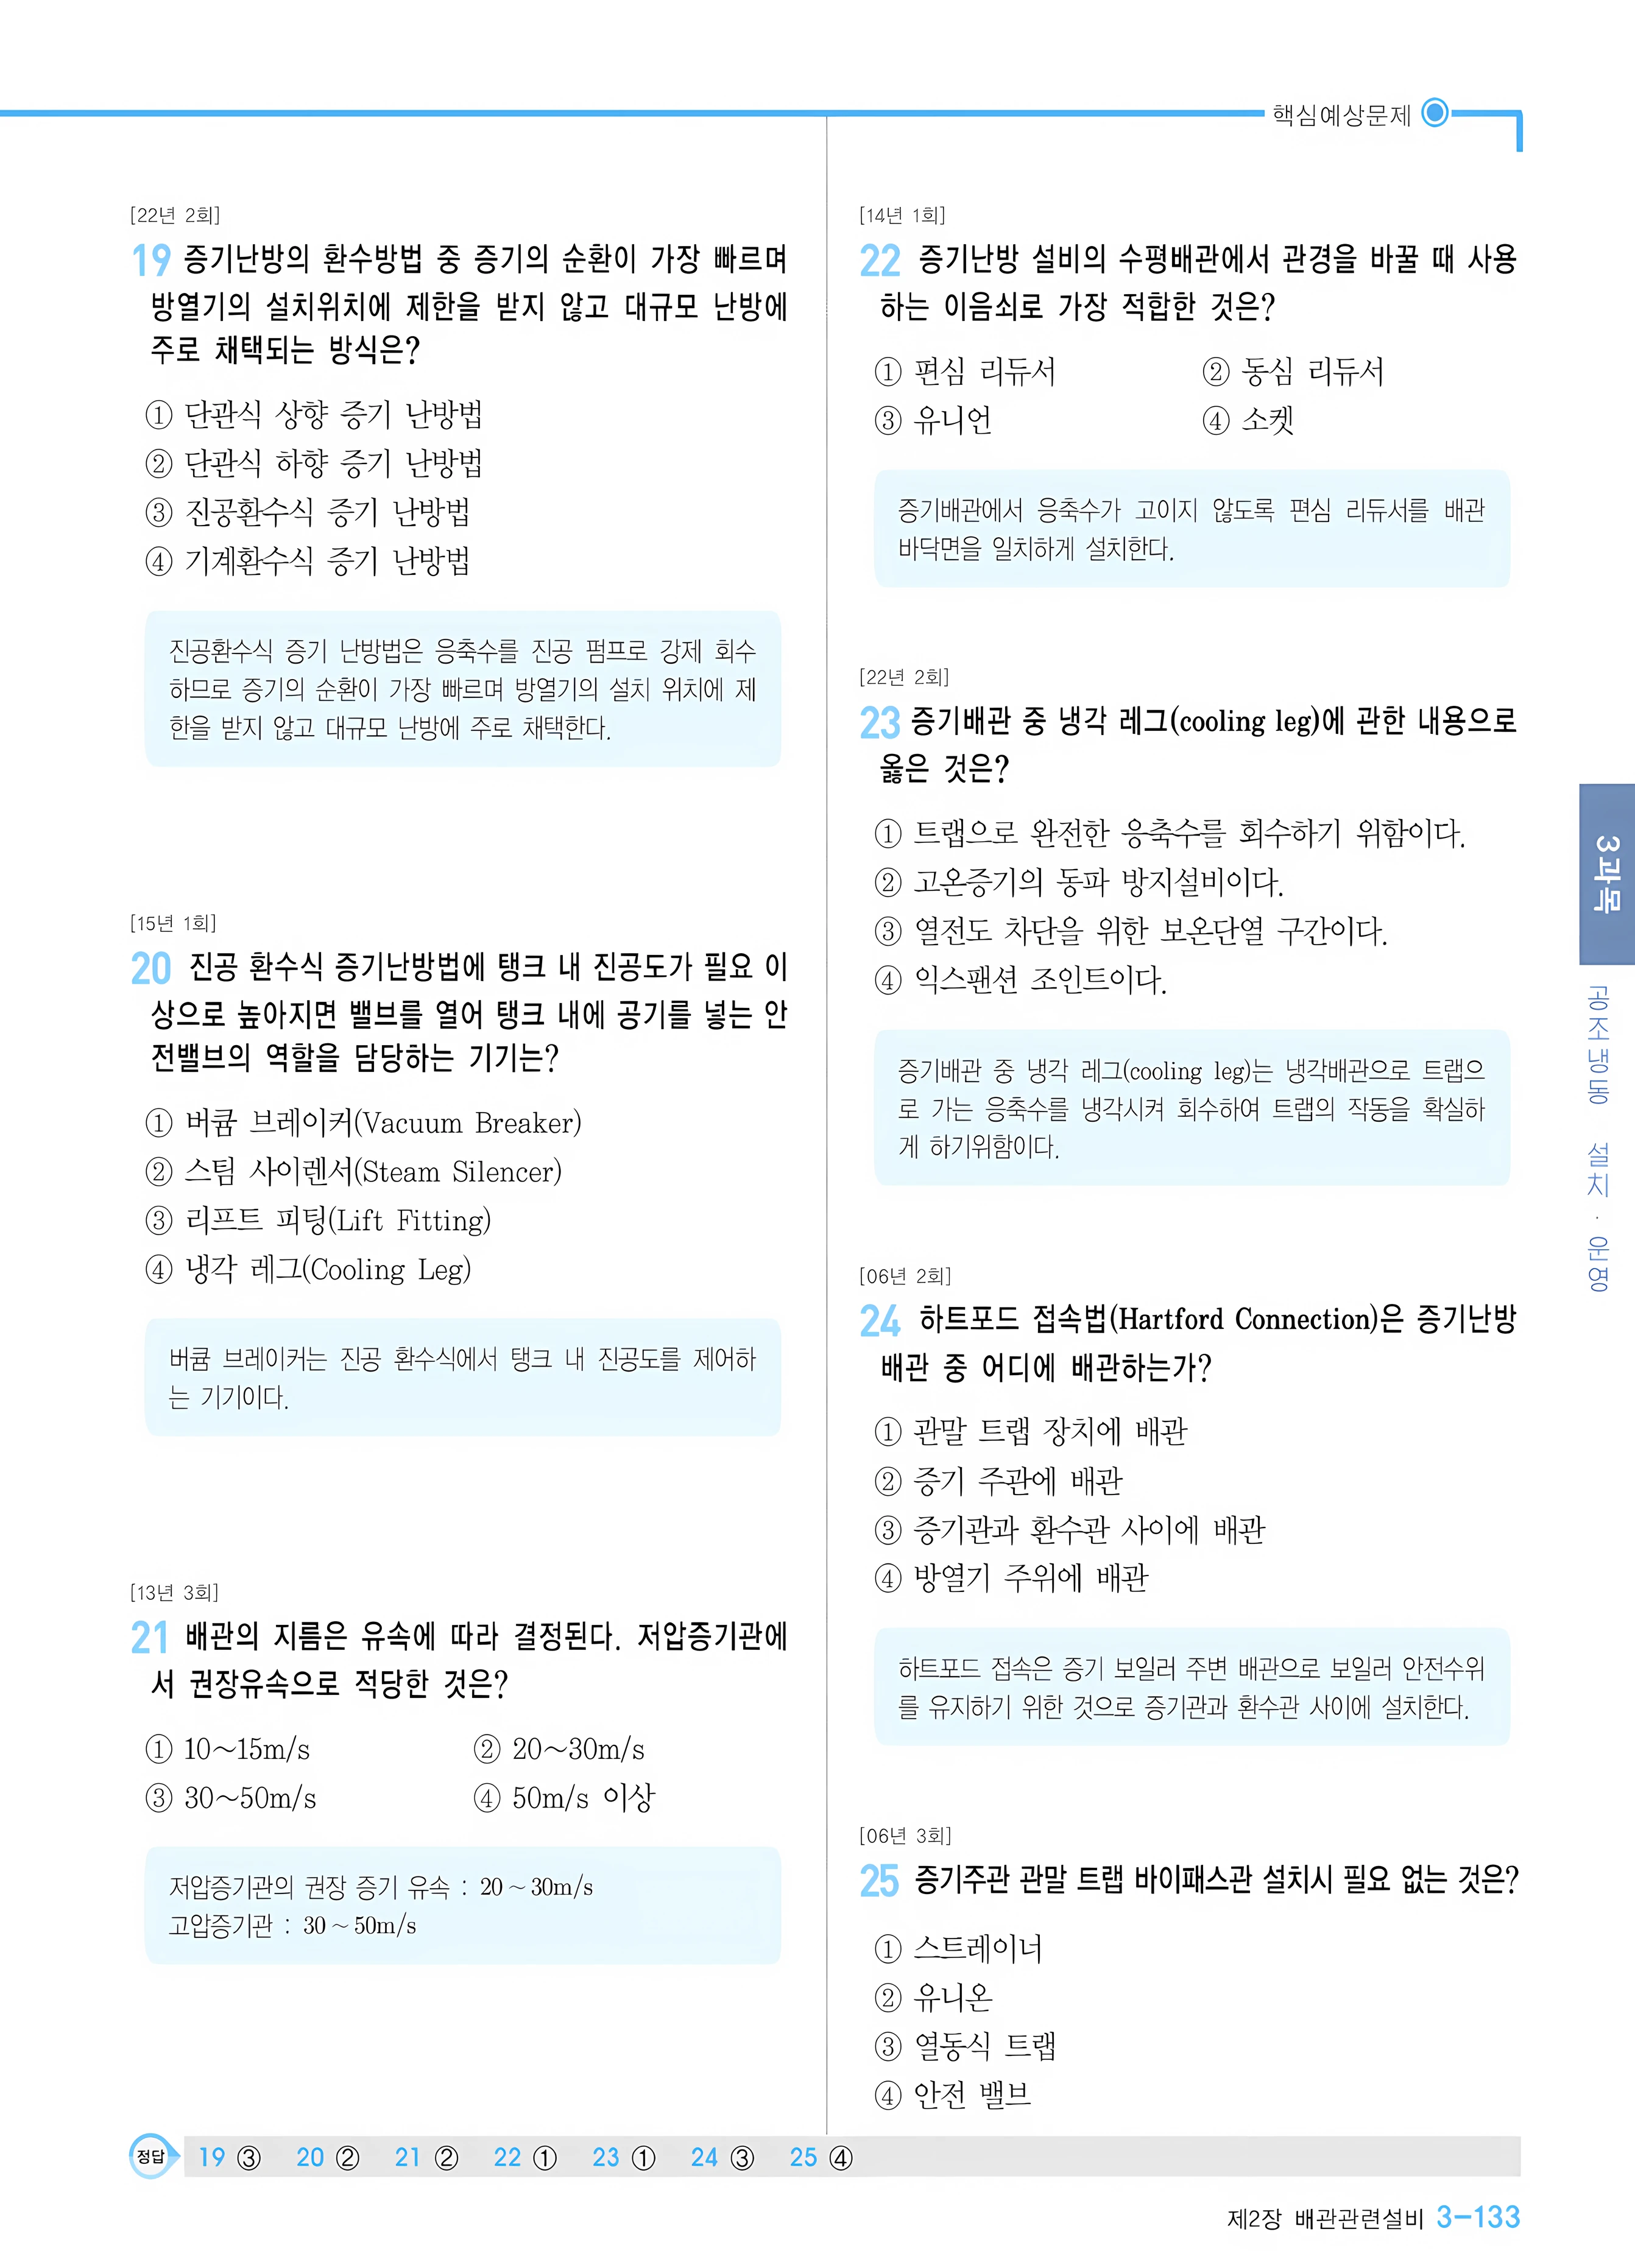 핵심예상문제
[22년 2회]
19 증기난방의 환수방법 중 증기의 순환이 가장 빠르며
방열기의 설치위치에 제한을 받지 않고 대규모 난방에
주로 채택되는 방식은?
① 단관식 상향 증기 난방법
② 단관식 하향 증기 난방법
③ 진공환수식 증기 난방법
④ 기계환수식 증기 난방법
진공환수식 증기 난방법은 응축수를 진공 펌프로 강제 회수
하므로 증기의 순환이 가장 빠르며 방열기의 설치 위치에 제
한을 받지 않고 대규모 난방에 주로 채택한다.
[15년 1회]
20 진공 환수식 증기난방법에 탱크 내 진공도가 필요 이
상으로 높아지면 밸브를 열어 탱크 내에 공기를 넣는 안
전밸브의 역할을 담당하는 기기는?
① 버큠 브레이커(Vacuum Breaker)
② 스팀 사이렌서(Steam Silencer)
③ 리프트 피팅(Lift Fitting)
④ 냉각 레그(Cooling Leg)
버큠 브레이커는 진공 환수식에서 탱크 내 진공도를 제어하
는 기기이다.
[13년 3회]
21 배관의 지름은 유속에 따라 결정된다. 저압증기관에
서 권장유속으로 적당한 것은?
① 10~15m/s ② 20~30m/s
③ 30~50m/s ④ 50m/s 이상
저압증기관의 권장 증기 유속 : 20~30m/s
고압증기관 : 30~50m/s
[14년 1회]
22 증기난방 설비의 수평배관에서 관경을 바꿀 때 사용
하는 이음쇠로 가장 적합한 것은?
① 편심 리듀서 ② 동심 리듀서
③ 유니언 ④ 소켓
증기배관에서 응축수가 고이지 않도록 편심 리듀서를 배관
바닥면을 일치하게 설치한다.
[22년 2회]
23 증기배관 중 냉각 레그(cooling leg)에 관한 내용으로
옳은 것은?
① 트랩으로 완전한 응축수를 회수하기 위함이다.
② 고온증기의 동파 방지설비이다.
③ 열전도 차단을 위한 보온단열 구간이다.
④ 익스팬션 조인트이다.
증기배관 중 냉각 레그(cooling leg)는 냉각배관으로 트랩으
로 가는 응축수를 냉각시켜 회수하여 트랩의 작동을 확실하
게 하기위함이다.
[06년 2회]
24 하트포드 접속법(Hartford Connection)은 증기난방
배관 중 어디에 배관하는가?
① 관말 트랩 장치에 배관
② 증기 주관에 배관
③ 증기관과 환수관 사이에 배관
④ 방열기 주위에 배관
하트포드 접속은 증기 보일러 주변 배관으로 보일러 안전수위
를 유지하기 위한 것으로 증기관과 환수관 사이에 설치한다.
[06년 3회]
25 증기주관 관말 트랩 바이패스관 설치시 필요 없는 것은?
① 스트레이너
② 유니온
③ 열동식 트랩
④ 안전 밸브
3과목
공조냉동 설치·운영
정답 19 ③ 20 ② 21 ② 22 ① 23 ① 24 ③ 25 ④
제2장 배관관련설비 3-133